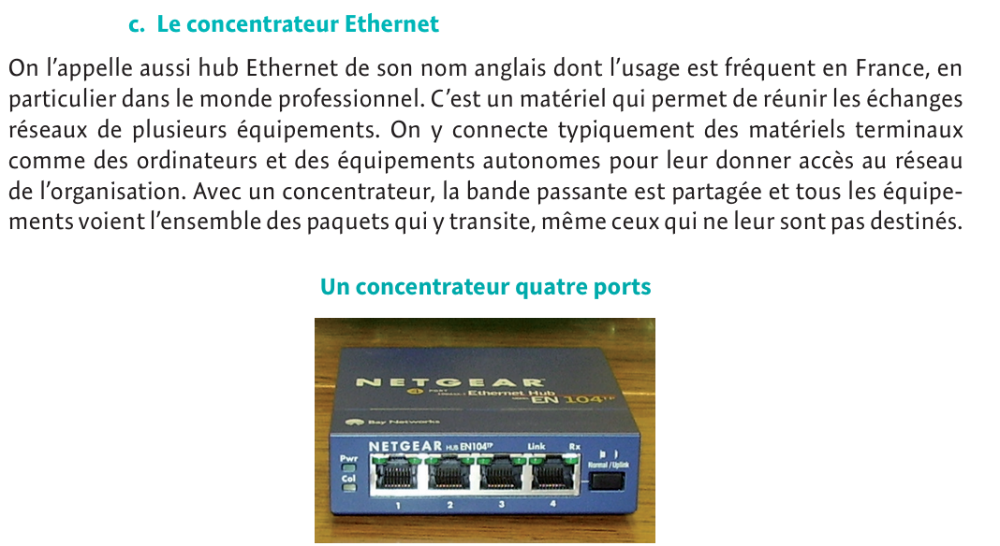 c. Le concentrateur Ethernet
On l’appelle aussi hub Ethernet de son nom anglais dont l’usage est fréquent en France, en
particulier dans le monde professionnel. C’est un matériel qui permet de réunir les échanges
réseaux de plusieurs équipements. On y connecte typiquement des matériels terminaux
comme des ordinateurs et des équipements autonomes pour leur donner accès au réseau
de l’organisation. Avec un concentrateur, la bande passante est partagée et tous les équipe-
ments voient l’ensemble des paquets qui y transite, même ceux qui ne leur sont pas destinés.
Un concentrateur quatre ports
NETGEAR
4 PORT
Ethernet Hub
EN 104TP
Bay Networks
NETGEAR HUB EN104TP Link Rx
Pwr
Normal / Uplink
Col
1 2 3 4